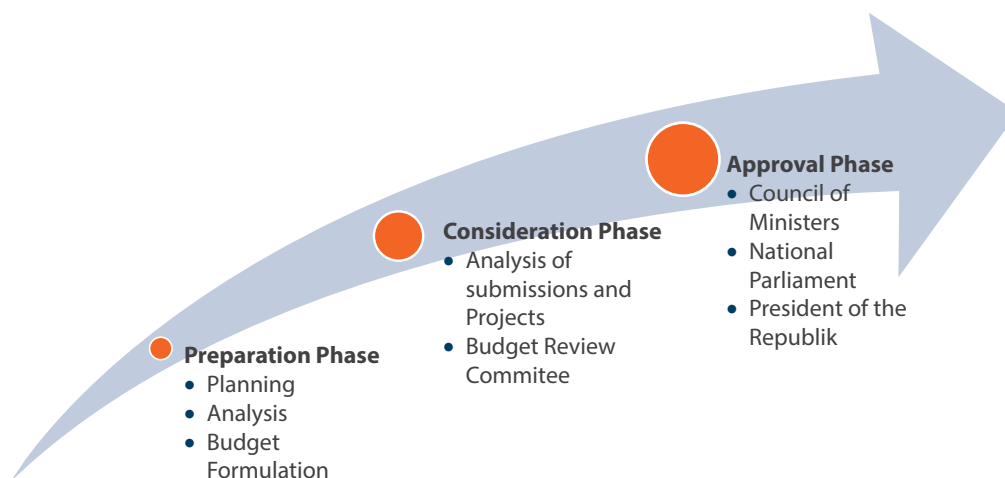 Preparation Phase
• Planning
• Analysis
• Budget
Formulation
Consideration Phase
• Analysis of
submissions and
Projects
• Budget Review
Commitee
Approval Phase
• Council of
Ministers
• National
Parliament
• President of the
Republik